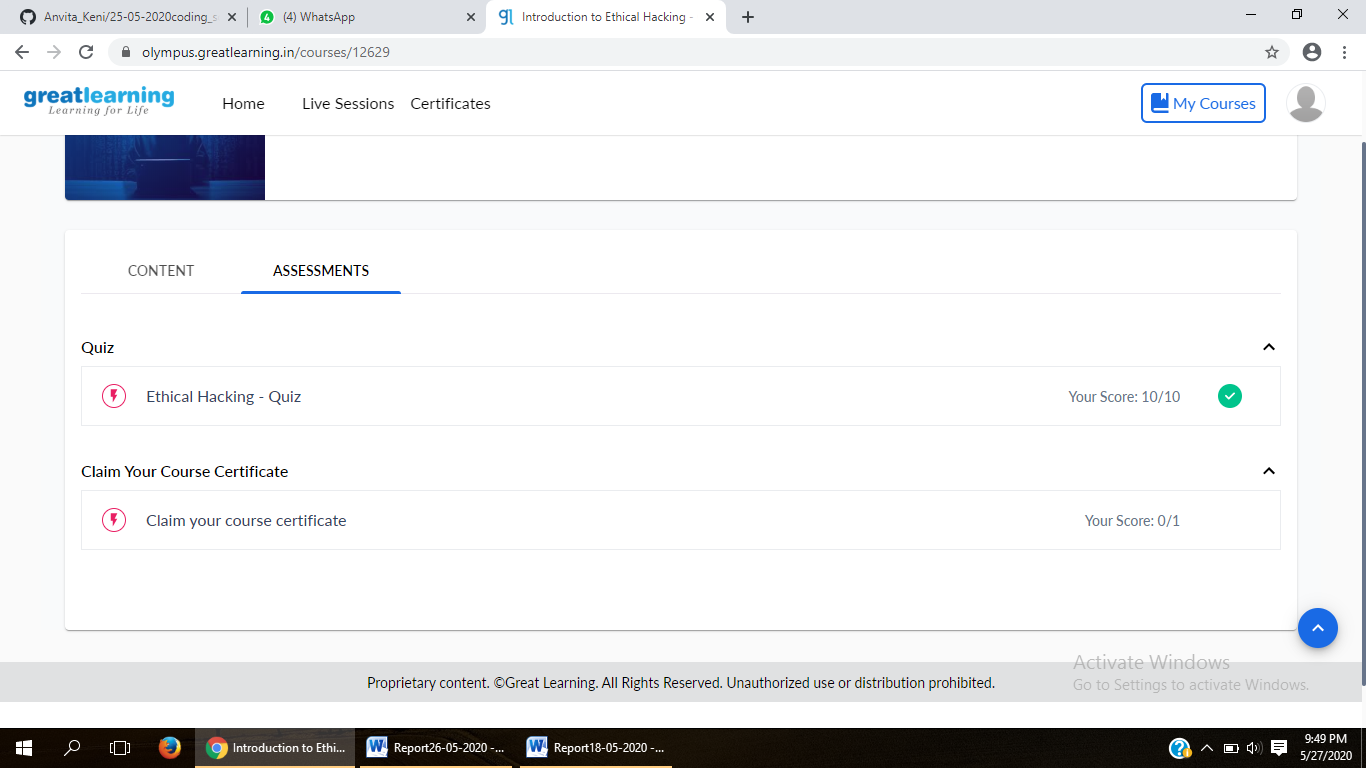 Anvita_Keni/25-05-2020coding_s
(4) WhatsApp
Introduction to Ethical Hacking -
olympus.greatlearning.in/courses/12629
greatlearning
Learning for Life
Home
Live Sessions
Certificates
My Courses
CONTENT
ASSESSMENTS
Quiz
Ethical Hacking - Quiz
Your Score: 10/10
Claim Your Course Certificate
Claim your course certificate
Your Score: 0/1
Activate Windows
Go to Settings to activate Windows.
Proprietary content. ©Great Learning. All Rights Reserved. Unauthorized use or distribution prohibited.
Introduction to Ethi...
Report26-05-2020 -...
Report18-05-2020 -...
9:49 PM
5/27/2020